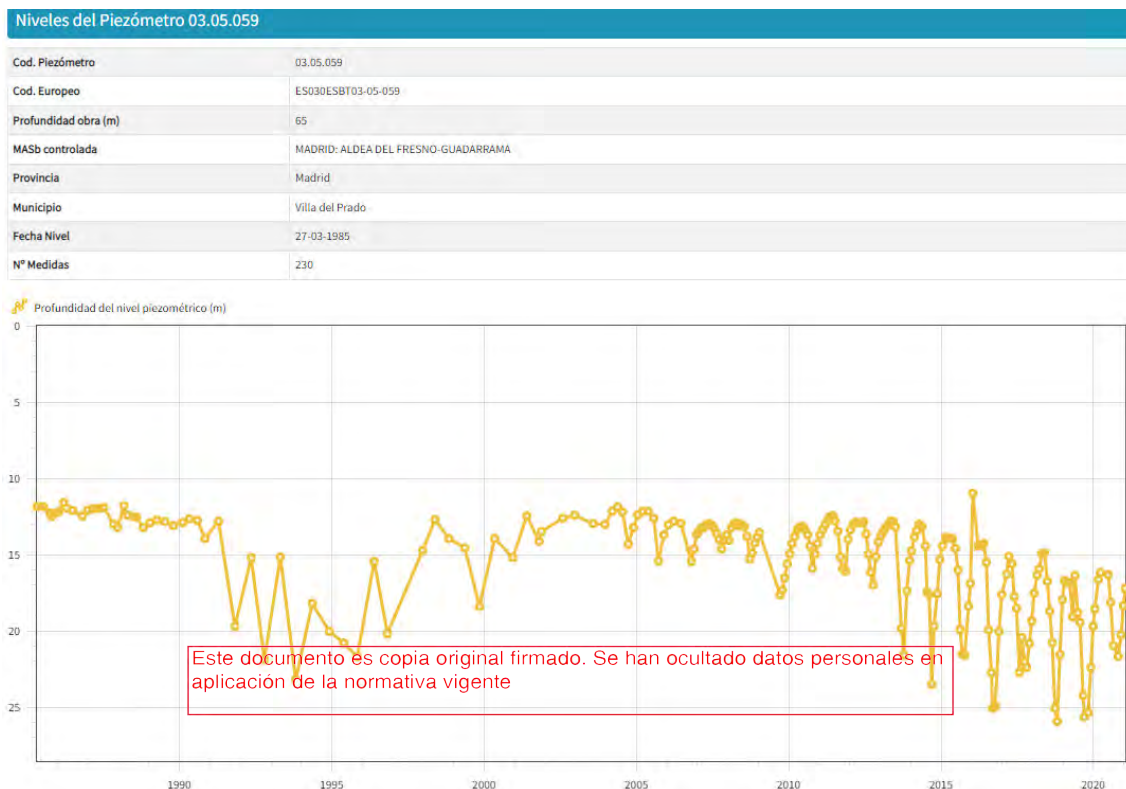 Niveles del Piezómetro 03.05.059
Cod. Piezómetro 03.05.059
Cod. Europeo ES030ESBT03-05-059
Profundidad obra (m) 65
MASb controlada MADRID: ALDEA DEL FRESNO-GUADARRAMA
Provincia Madrid
Municipio Villa del Prado
Fecha Nivel 27-03-1985
Nº Medidas 230
Profundidad del nivel piezométrico (m)
0
5
10
15
20
25
Este documento es copia original firmado. Se han ocultado datos personales en
aplicación de la normativa vigente
1990 1995 2000 2005 2010 2015 2020